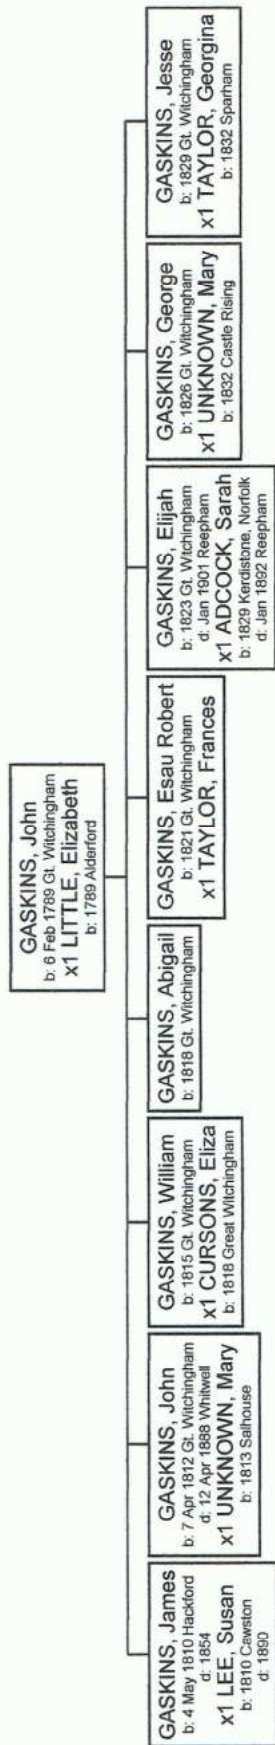 GASKINS, John
b: 6 Feb 1789 Gt. Witchingham
x1 LITTLE, Elizabeth
b: 1789 Alderford
GASKINS, James
b: 4 May 1810 Hackford
d: 1854
x1 LEE, Susan
b: 1810 Cawston
d: 1890
GASKINS, John
b: 7 Apr 1812 Gt. Witchingham
d: 12 Apr 1888 Whitwell
x1 UNKNOWN, Mary
b: 1813 Salhouse
GASKINS, William
b: 1815 Gt. Witchingham
x1 CURSONS, Eliza
b: 1818 Great Witchingham
GASKINS, Abigail
b: 1818 Gt. Witchingham
GASKINS, Esau Robert
b: 1821 Gt. Witchingham
x1 TAYLOR, Frances
GASKINS, Elijah
b: 1823 Gt. Witchingham
d: Jan 1901 Reepham
x1 ADCOCK, Sarah
b: 1829 Kerdistone, Norfolk
d: Jan 1892 Reepham
GASKINS, George
b: 1826 Gt. Witchingham
x1 UNKNOWN, Mary
b: 1832 Castle Rising
GASKINS, Jesse
b: 1829 Gt. Witchingham
x1 TAYLOR, Georgina
b: 1832 Sparham